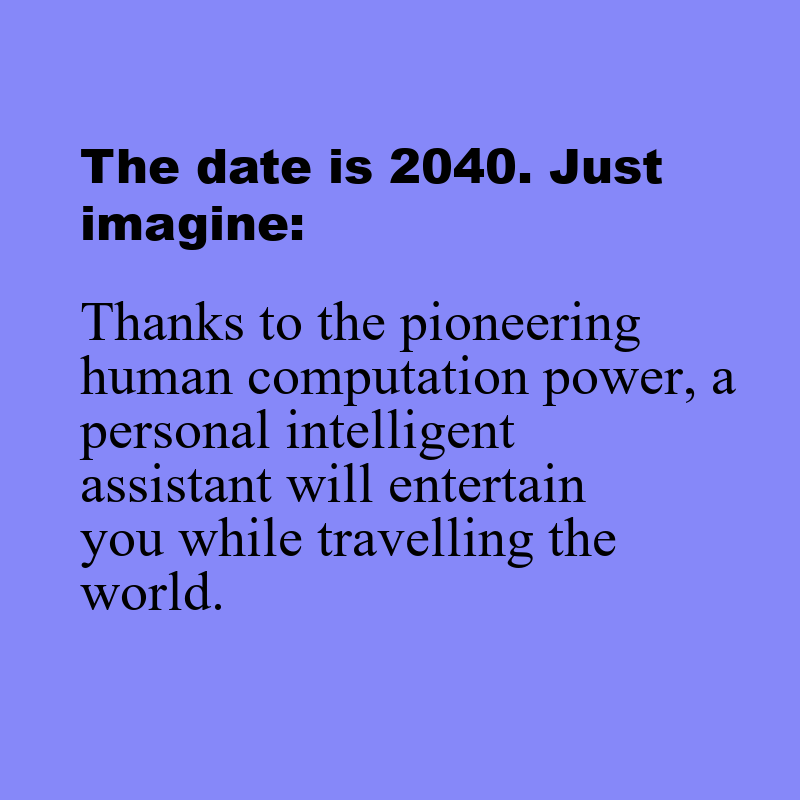 The date is 2040. Just
imagine:
Thanks to the pioneering
human computation power, a
personal intelligent
assistant will entertain
you while travelling the
world.